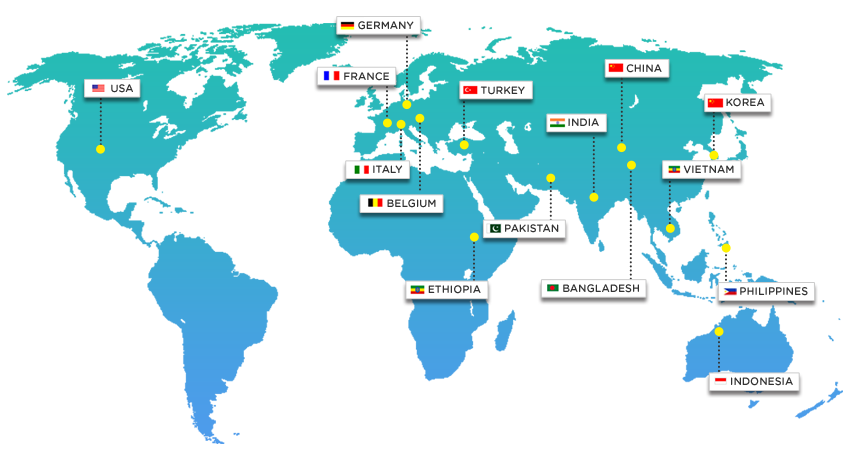 GERMANY
FRANCE
CHINA
USA
TURKEY
KOREA
INDIA
ITALY
VIETNAM
BELGIUM
PAKISTAN
ETHIOPIA
BANGLADESH
PHILIPPINES
INDONESIA